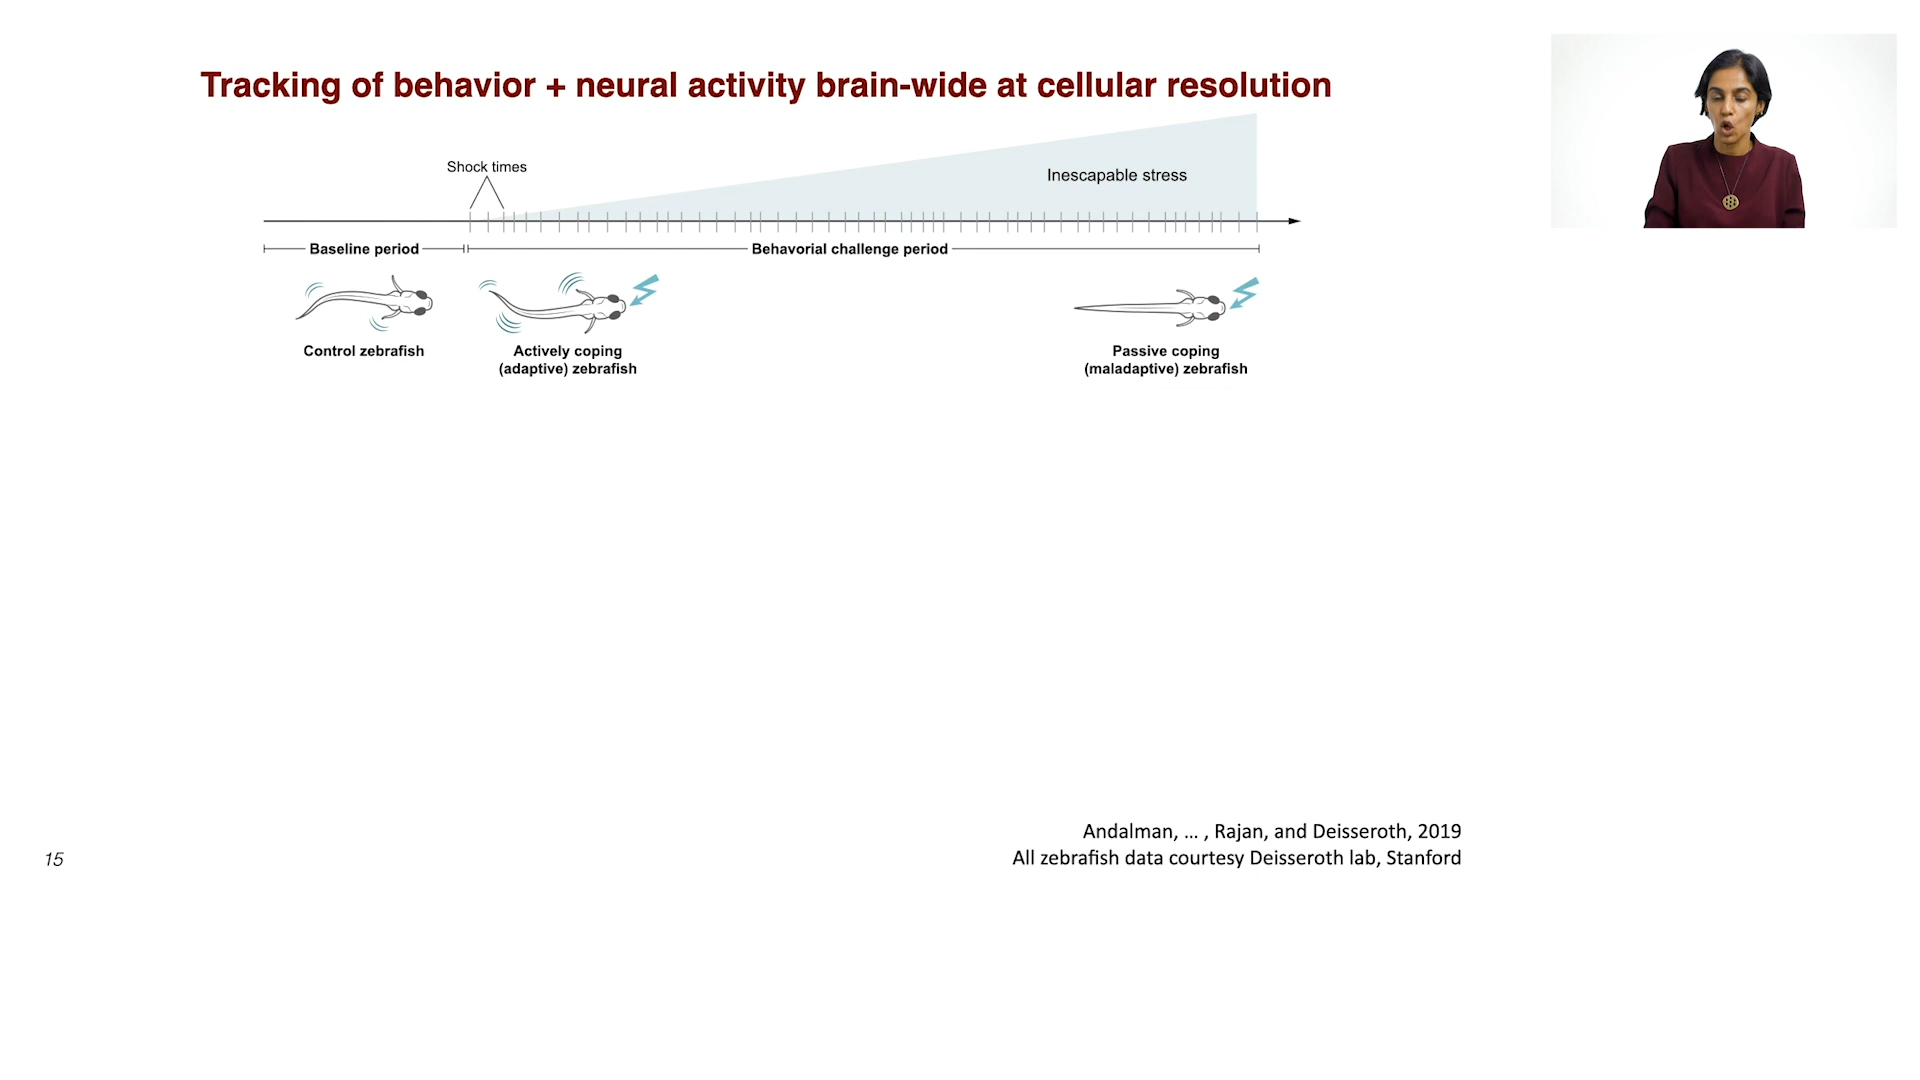 Tracking of behavior + neural activity brain-wide at cellular resolution
Shock times
Inescapable stress
Baseline period
Behavorial challenge period
Control zebrafish
Actively coping
(adaptive) zebrafish
Passive coping
(maladaptive) zebrafish
Andalman, ... , Rajan, and Deisseroth, 2019
All zebrafish data courtesy Deisseroth lab, Stanford
15